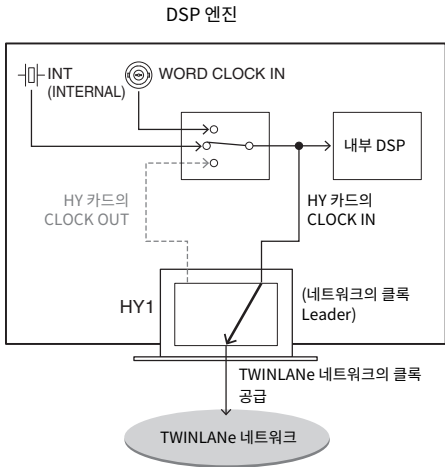 DSP 엔진
INT
(INTERNAL)
WORD CLOCK IN
내부 DSP
HY 카드의
CLOCK OUT
HY 카드의
CLOCK IN
HY1
(네트워크의 클록
Leader)
TWINLANe 네트워크의 클록
공급
TWINLANe 네트워크